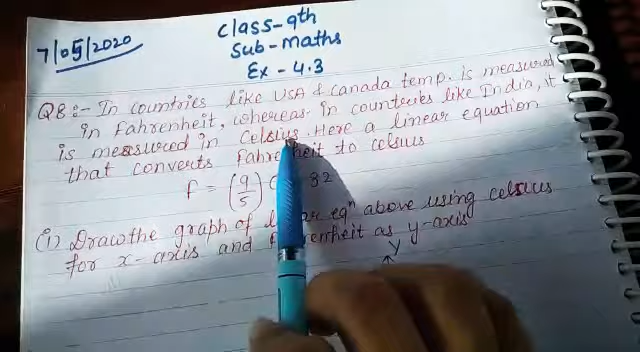 7/05/2020
Class-9th
Sub-maths
Ex-4.3
Q8:- In countries like USA & Canada temp. is measured
in Fahrenheit, whereas in countries like India, it
is measured in Celsius. Here a linear equation
that converts Fahrenheit to celsius
F = (9/5) C 32
(i) Draw the graph of eqⁿ above using celsius
for x-axis and as y-axis
Y